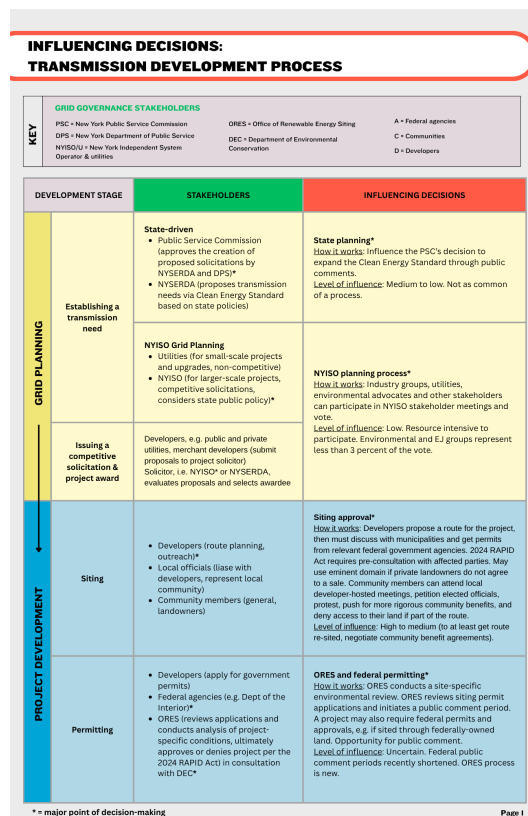 INFLUENCING DECISIONS:
TRANSMISSION DEVELOPMENT PROCESS
KEY
GRID GOVERNANCE STAKEHOLDERS
PSC = New York Public Service Commission
DPS = New York Department of Public Service
NYISO/U = New York Independent System
Operator & utilities
ORES = Office of Renewable Energy Siting
DEC = Department of Environmental
Conservation
A = Federal agencies
C = Communities
D = Developers
DEVELOPMENT STAGE
STAKEHOLDERS
INFLUENCING DECISIONS
GRID PLANNING
Establishing a
transmission
need
State-driven
• Public Service Commission
(approves the creation of
proposed solicitations by
NYSERDA and DPS)*
• NYSERDA (proposes transmission
needs via Clean Energy Standard
based on state policies)
State planning*
How it works: Influence the PSC's decision to
expand the Clean Energy Standard through public
comments.
Level of influence: Medium to low. Not as common
of a process.
NYISO Grid Planning
• Utilities (for small-scale projects
and upgrades, non-competitive)
• NYISO (for larger-scale projects,
competitive solicitations,
considers state public policy)*
NYISO planning process*
How it works: Industry groups, utilities,
environmental advocates and other stakeholders
can participate in NYISO stakeholder meetings and
vote.
Level of influence: Low. Resource intensive to
participate. Environmental and EJ groups represent
less than 3 percent of the vote.
Issuing a
competitive
solicitation &
project award
Developers, e.g. public and private
utilities, merchant developers (submit
proposals to project solicitor)
Solicitor, i.e. NYISO* or NYSERDA,
evaluates proposals and selects awardee
PROJECT DEVELOPMENT
Siting
• Developers (route planning,
outreach)*
• Local officials (liase with
developers, represent local
community)
• Community members (general,
landowners)
Siting approval*
How it works: Developers propose a route for the project,
then must discuss with municipalities and get permits
from relevant federal government agencies. 2024 RAPID
Act requires pre-consultation with affected parties. May
use eminent domain if private landowners do not agree
to a sale. Community members can attend local
developer-hosted meetings, petition elected officials,
protest, push for more rigorous community benefits, and
deny access to their land if part of the route.
Level of influence: High to medium (to at least get route
re-sited, negotiate community benefit agreements).
Permitting
• Developers (apply for government
permits)
• Federal agencies (e.g. Dept of the
Interior)*
• ORES (reviews applications and
conducts analysis of project-
specific conditions, ultimately
approves or denies project per the
2024 RAPID Act) in consultation
with DEC*
ORES and federal permitting*
How it works: ORES conducts a site-specific
environmental review. ORES reviews siting permit
applications and initiates a public comment period.
A project may also require federal permits and
approvals, e.g. if sited through federally-owned
land. Opportunity for public comment.
Level of influence: Uncertain. Federal public
comment periods recently shortened. ORES process
is new.
* = major point of decision-making
Page 1